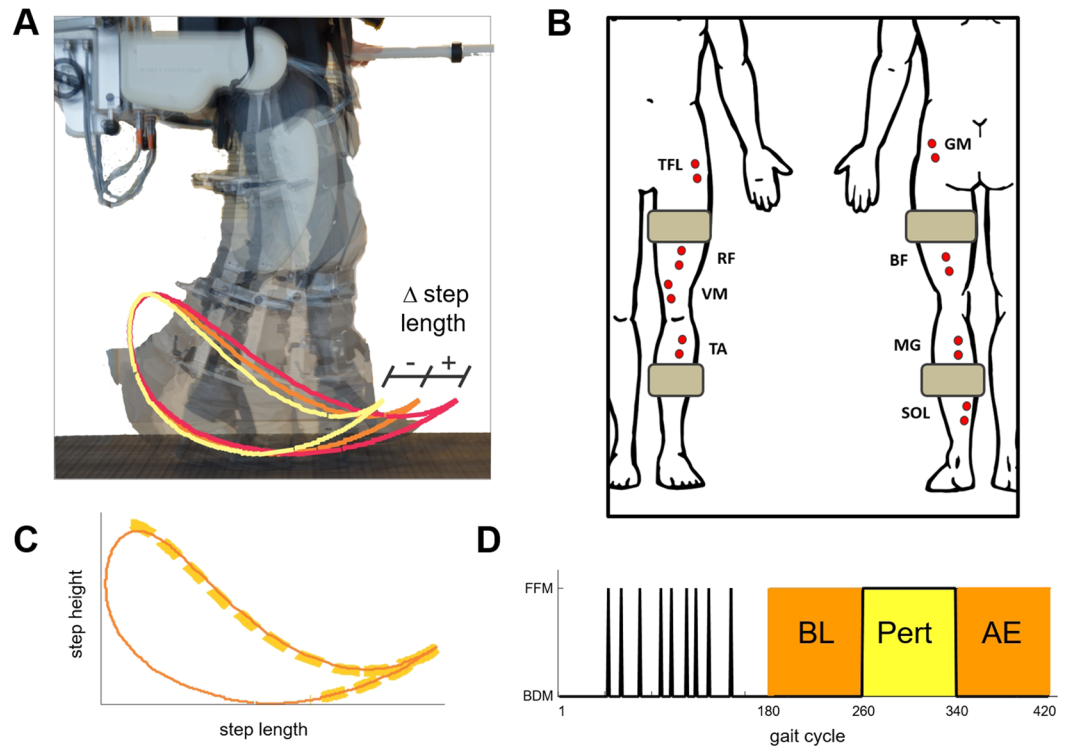 A
Δ step
length
- +
B
TFL
GM
RF
BF
VM
TA
MG
SOL
C
step height
step length
D
FFM
BL
Pert
AE
BDM
1
180
260
340
420
gait cycle